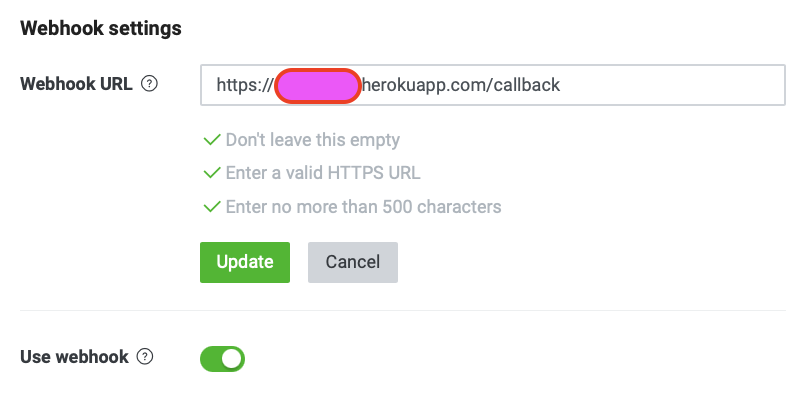 Webhook settings
Webhook URL ?
https:// herokuapp.com/callback
Don't leave this empty
Enter a valid HTTPS URL
Enter no more than 500 characters
Update Cancel
Use webhook ?